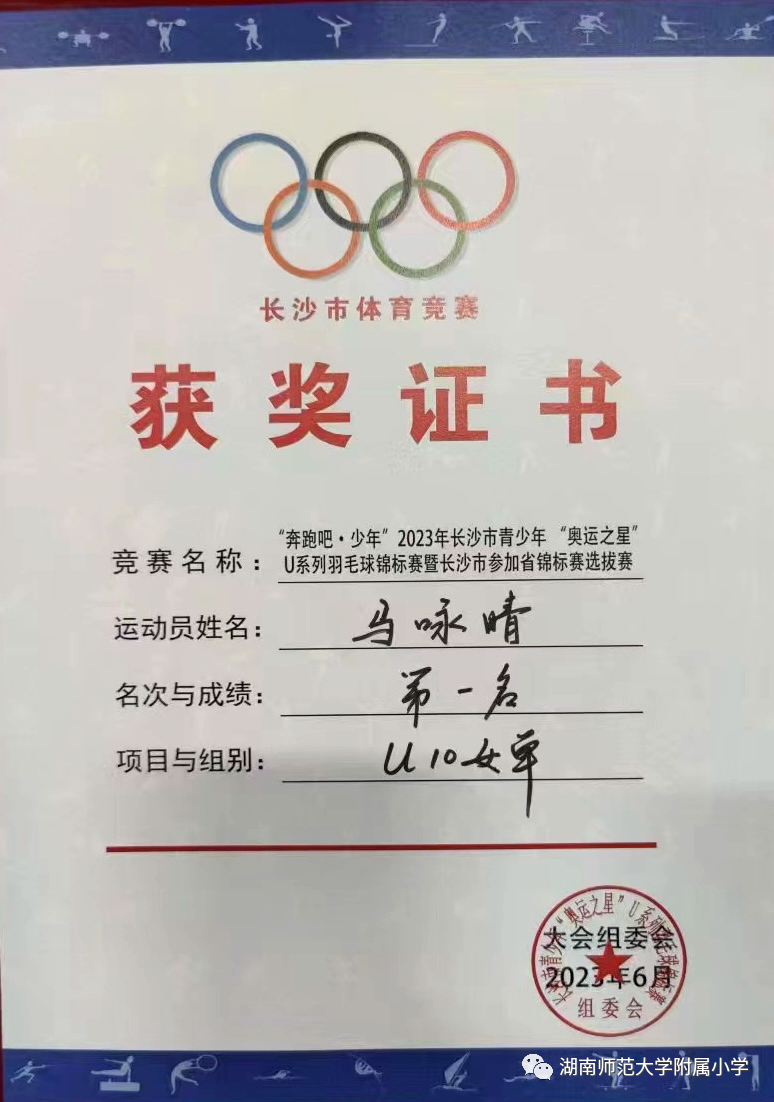 长沙市体育竞赛
获奖证书
“奔跑吧·少年”2023年长沙市青少年“奥运之星”
竞赛名称：U系列羽毛球锦标赛暨长沙市参加省锦标赛选拔赛
运动员姓名：马咏晴
名次与成绩：第一名
项目与组别：U10女单
大会组委会
2023年6月
组委会
湖南师范大学附属小学